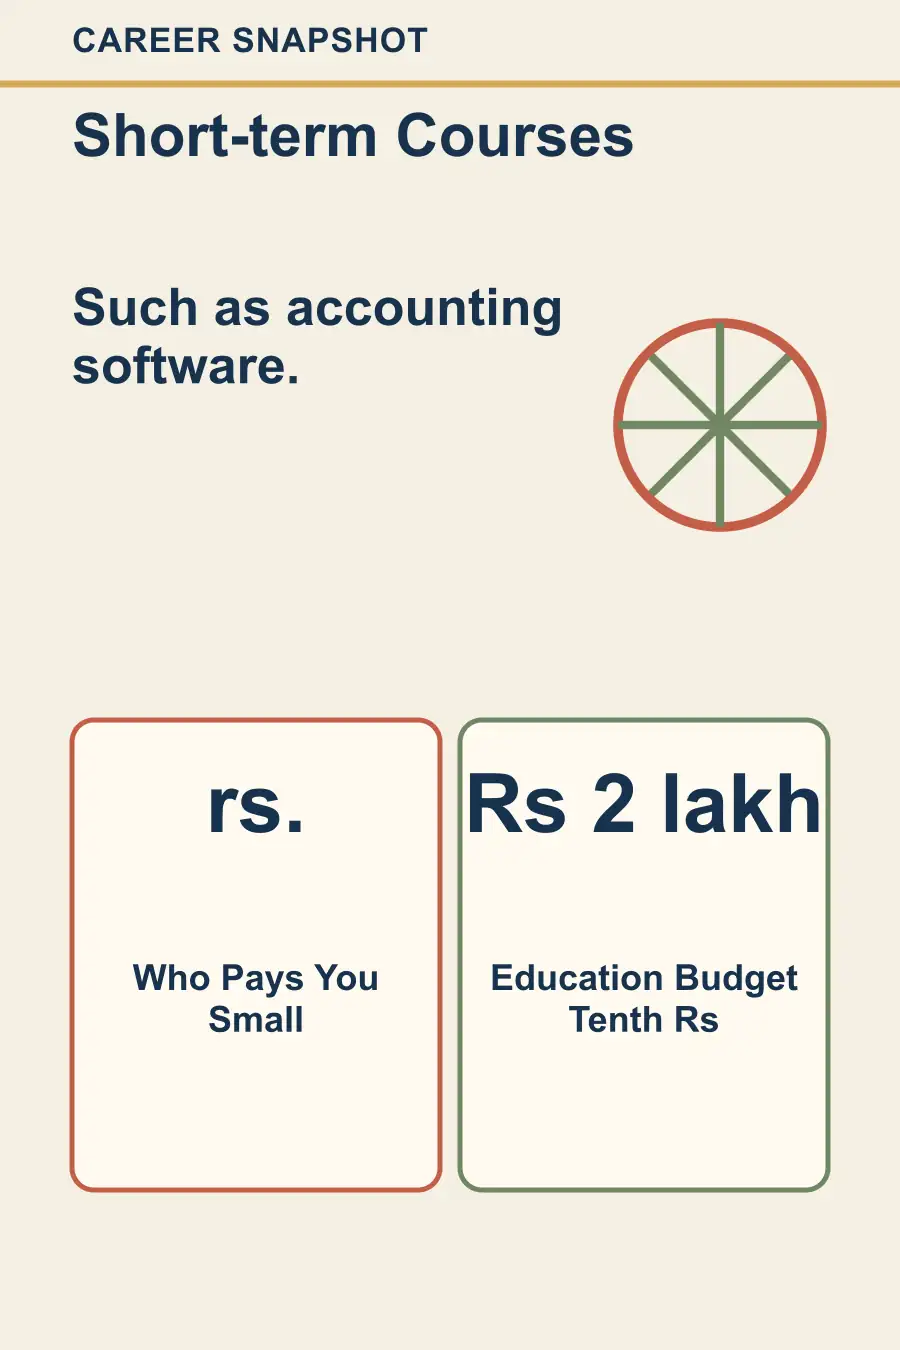 CAREER SNAPSHOT
Short-term Courses
Such as accounting
software.
rs.
Who Pays You
Small
Rs 2 lakh
Education Budget
Tenth Rs